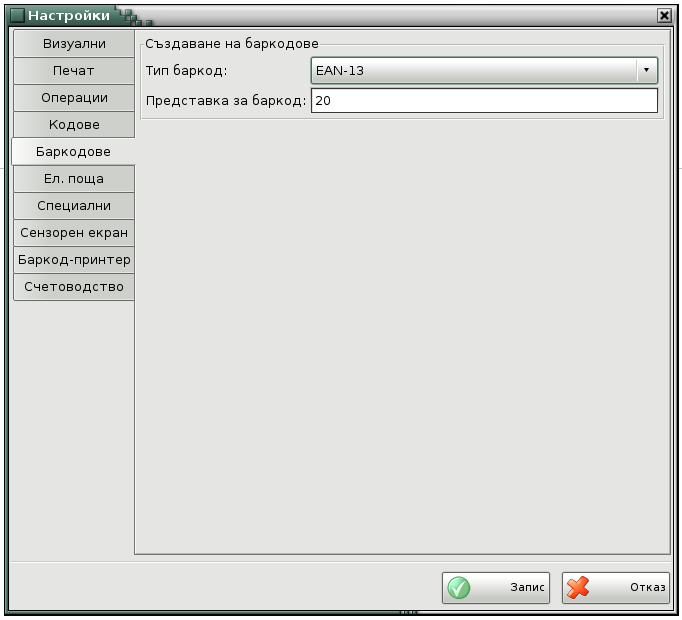 Настройки
Визуални
Печат
Операции
Кодове
Баркодове
Ел. поща
Специални
Сензорен екран
Баркод-принтер
Счетоводство
Създаване на баркодове
Тип баркод: EAN-13
Представка за баркод: 20
Запис Отказ